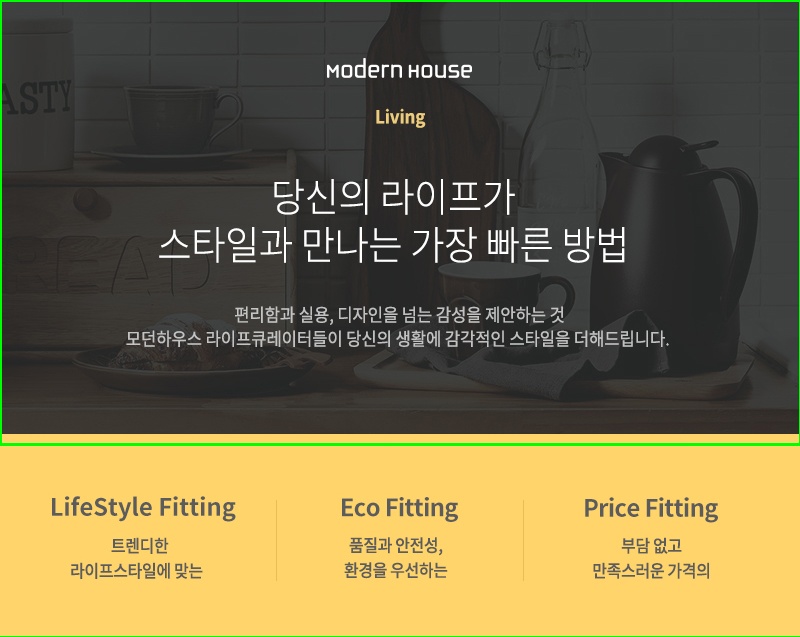 ASTY
MODERN HOUSE
Living
당신의 라이프가
스타일과 만나는 가장 빠른 방법
편리함과 실용, 디자인을 넘는 감성을 제안하는 것
모던하우스 라이프큐레이터들이 당신의 생활에 감각적인 스타일을 더해드립니다.
LifeStyle Fitting
트렌디한
라이프스타일에 맞는
Eco Fitting
품질과 안전성,
환경을 우선하는
Price Fitting
부담 없고
만족스러운 가격의